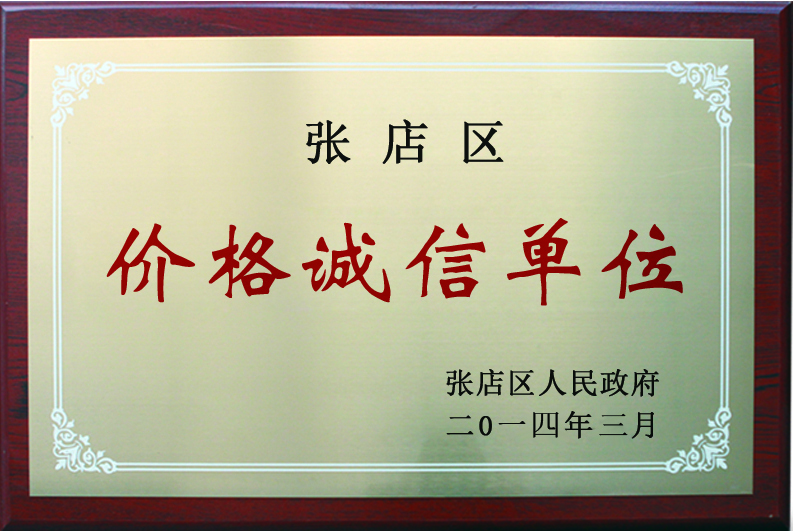 张店区
价格诚信单位
张店区人民政府
二0一四年三月